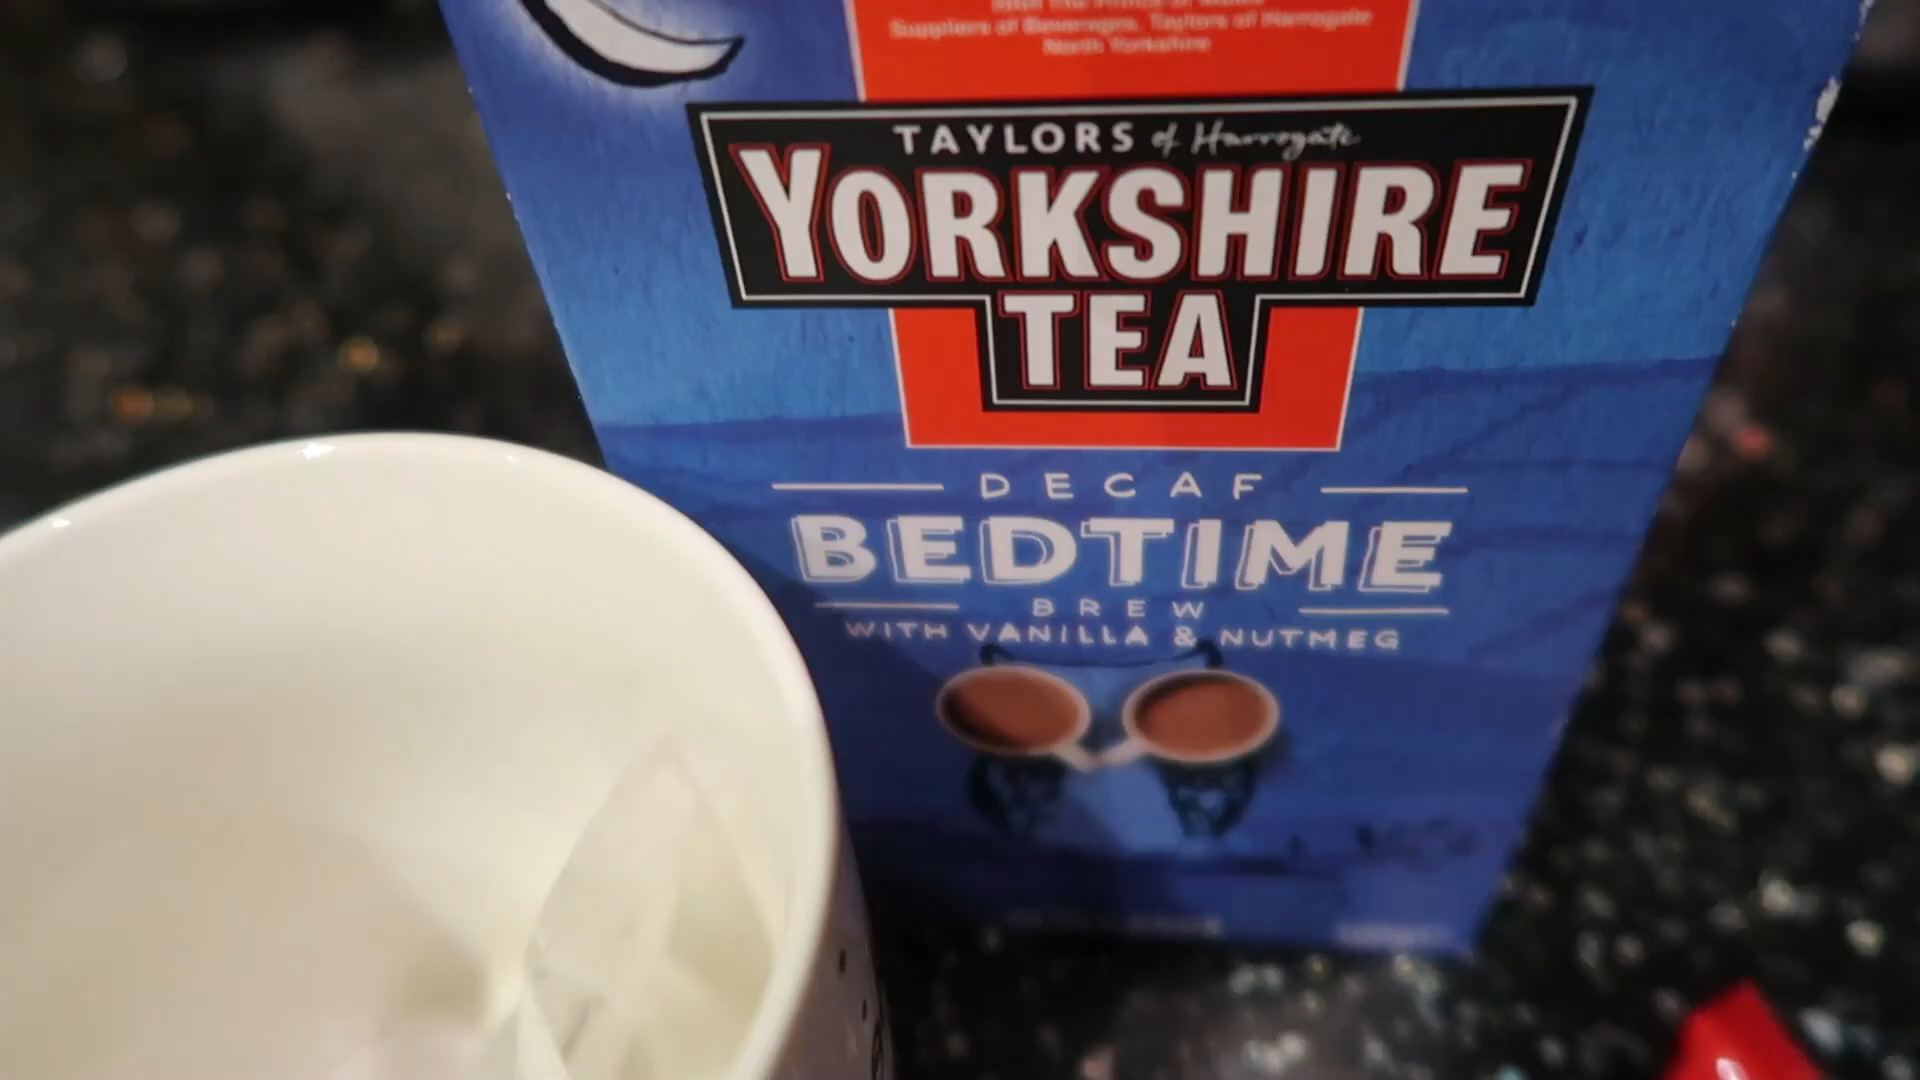 Suppliers of Beverages, Taylors of Harrogate
North Yorkshire
TAYLORS of Harrogate
YORKSHIRE
TEA
DECAF
BEDTIME
BREW
WITH VANILLA & NUTMEG